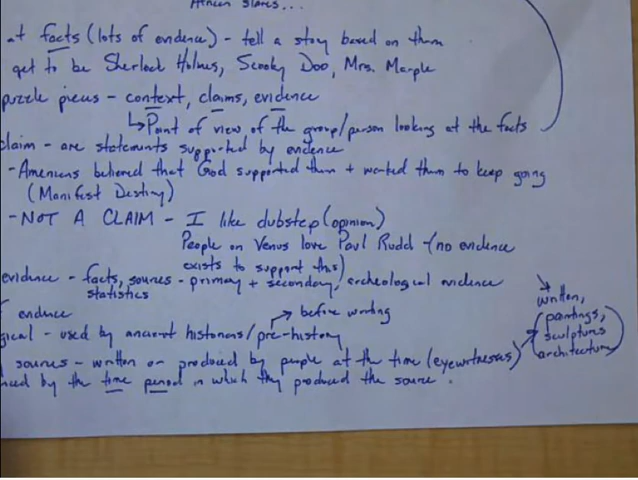 African slaves...
at facts (lots of evidence) - tell a story based on them
get to be Sherlock Holmes, Scooby Doo, Mrs. Marple
puzzle pieces - context, claims, evidence
↳ Point of view of the group/person looking at the facts
claim - are statements supported by evidence
- Americans believed that God supported them + wanted them to keep going
(Manifest Destiny)
- NOT A CLAIM - I like dubstep (opinion)
People on Venus love Paul Rudd - (no evidence
exists to support this)
evidence - facts, sources - primary + secondary, archeological evidence
statistics
f evidence
→ before writing
gical - used by ancient historians/pre-history
sources - written or produced by people at the time (eyewitnesses)
→ written,
paintings,
sculptures
architecture)
nced by the time period in which they produced the source.